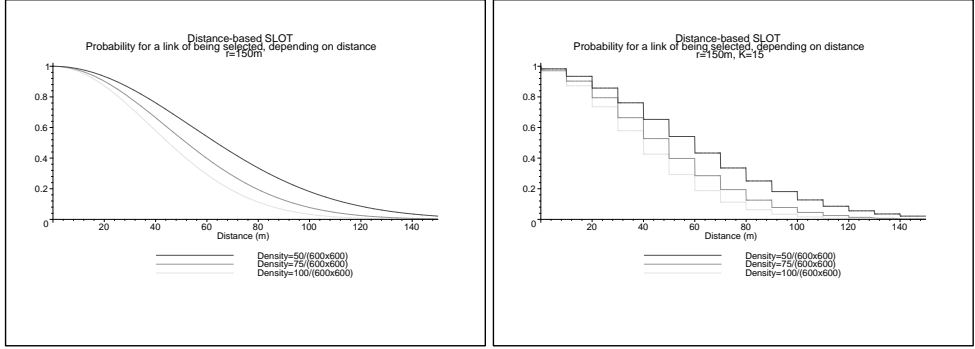 Distance-based SLOT
Probability for a link of being selected, depending on distance
r=150m
1
0.8
0.6
0.4
0.2
0
20 40 60 80 100 120 140
Distance (m)
Density=50/(600x600)
Density=75/(600x600)
Density=100/(600x600)
Distance-based SLOT
Probability for a link of being selected, depending on distance
r=150m, K=15
1
0.8
0.6
0.4
0.2
0
20 40 60 80 100 120 140
Distance (m)
Density=50/(600x600)
Density=75/(600x600)
Density=100/(600x600)